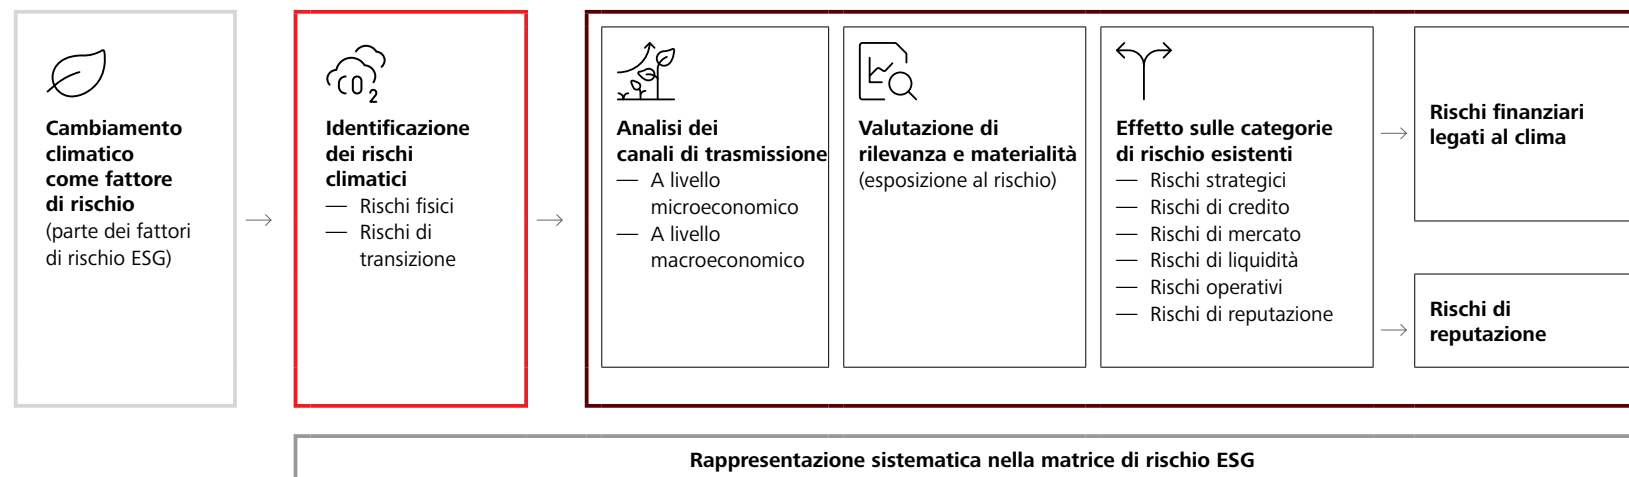 Cambiamento
climatico
come fattore
di rischio
(parte dei fattori
di rischio ESG)
CO2
Identificazione
dei rischi
climatici
— Rischi fisici
— Rischi di
transizione
Analisi dei
canali di trasmissione
— A livello
microeconomico
— A livello
macroeconomico
Valutazione di
rilevanza e materialità
(esposizione al rischio)
Effetto sulle categorie
di rischio esistenti
— Rischi strategici
— Rischi di credito
— Rischi di mercato
— Rischi di liquidità
— Rischi operativi
— Rischi di reputazione
Rischi finanziari
legati al clima
Rischi di
reputazione
Rappresentazione sistematica nella matrice di rischio ESG